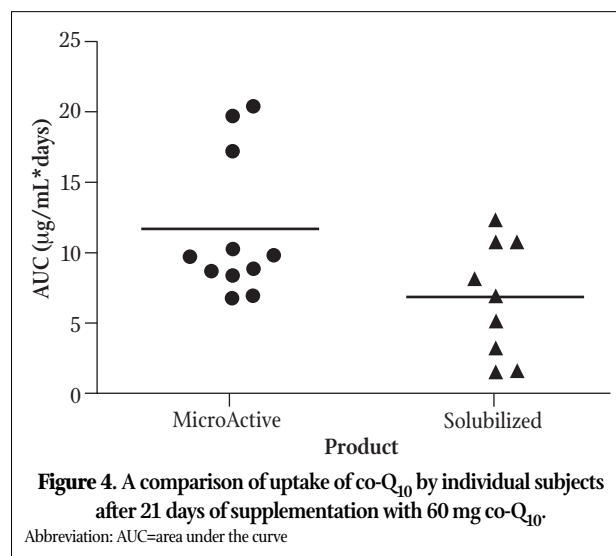 25
20
15
10
5
0
AUC (μg/mL*days)
MicroActive Solubilized
Product
Figure 4. A comparison of uptake of co-Q10 by individual subjects
after 21 days of supplementation with 60 mg co-Q10.
Abbreviation: AUC=area under the curve